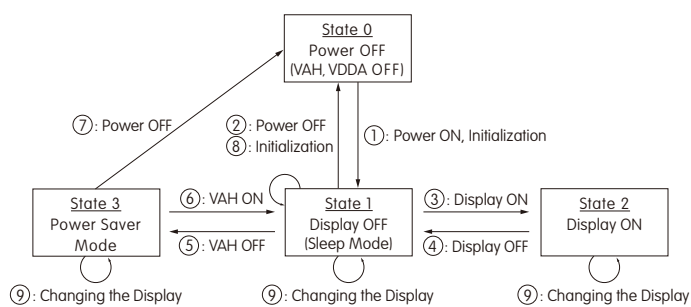 State 0
Power OFF
(VAH, VDDA OFF)
⑦: Power OFF
②: Power OFF
⑧: Initialization
①: Power ON, Initialization
State 3
Power Saver
Mode
⑥: VAH ON
⑤: VAH OFF
State 1
Display OFF
(Sleep Mode)
③: Display ON
④: Display OFF
State 2
Display ON
⑨: Changing the Display
⑨: Changing the Display
⑨: Changing the Display